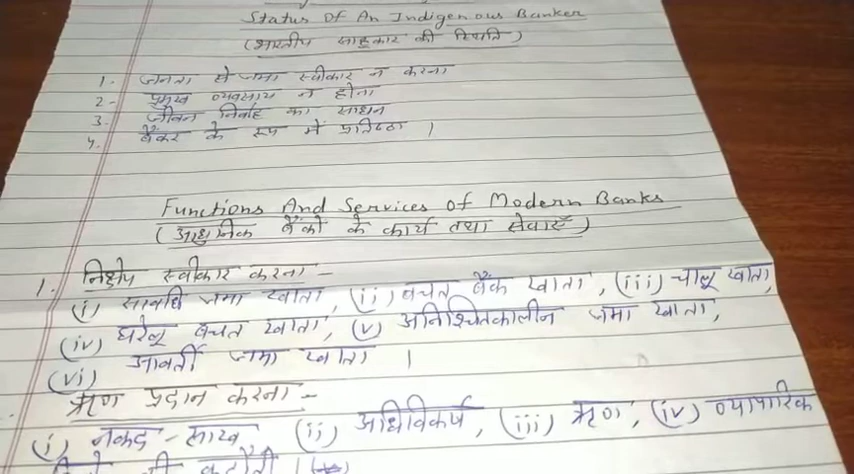 Status Of An Indigenous Banker
(भारतीय साहूकार की स्थिति)
1. जनता से जमा स्वीकार न करना
2- प्रमुख व्यवसाय न होना
3. जीवन निर्वाह का साधन
4. बैंकर के रूप में प्रतिष्ठा ।
Functions And Services of Modern Banks
(आधुनिक बैंकों के कार्य तथा सेवाएँ)
1. निक्षेप स्वीकार करना -
(i) सावधि जमा खाता, (ii) बचत बैंक खाता, (iii) चालू खाता,
(iv) घरेलू बचत खाता, (v) अनिश्चितकालीन जमा खाता,
(vi) आवर्ती जमा खाता ।
ऋण प्रदान करना -
(i) नकद - साख, (ii) अधिविकर्ष, (iii) ऋण, (iv) व्यापारिक
की कटौती ।